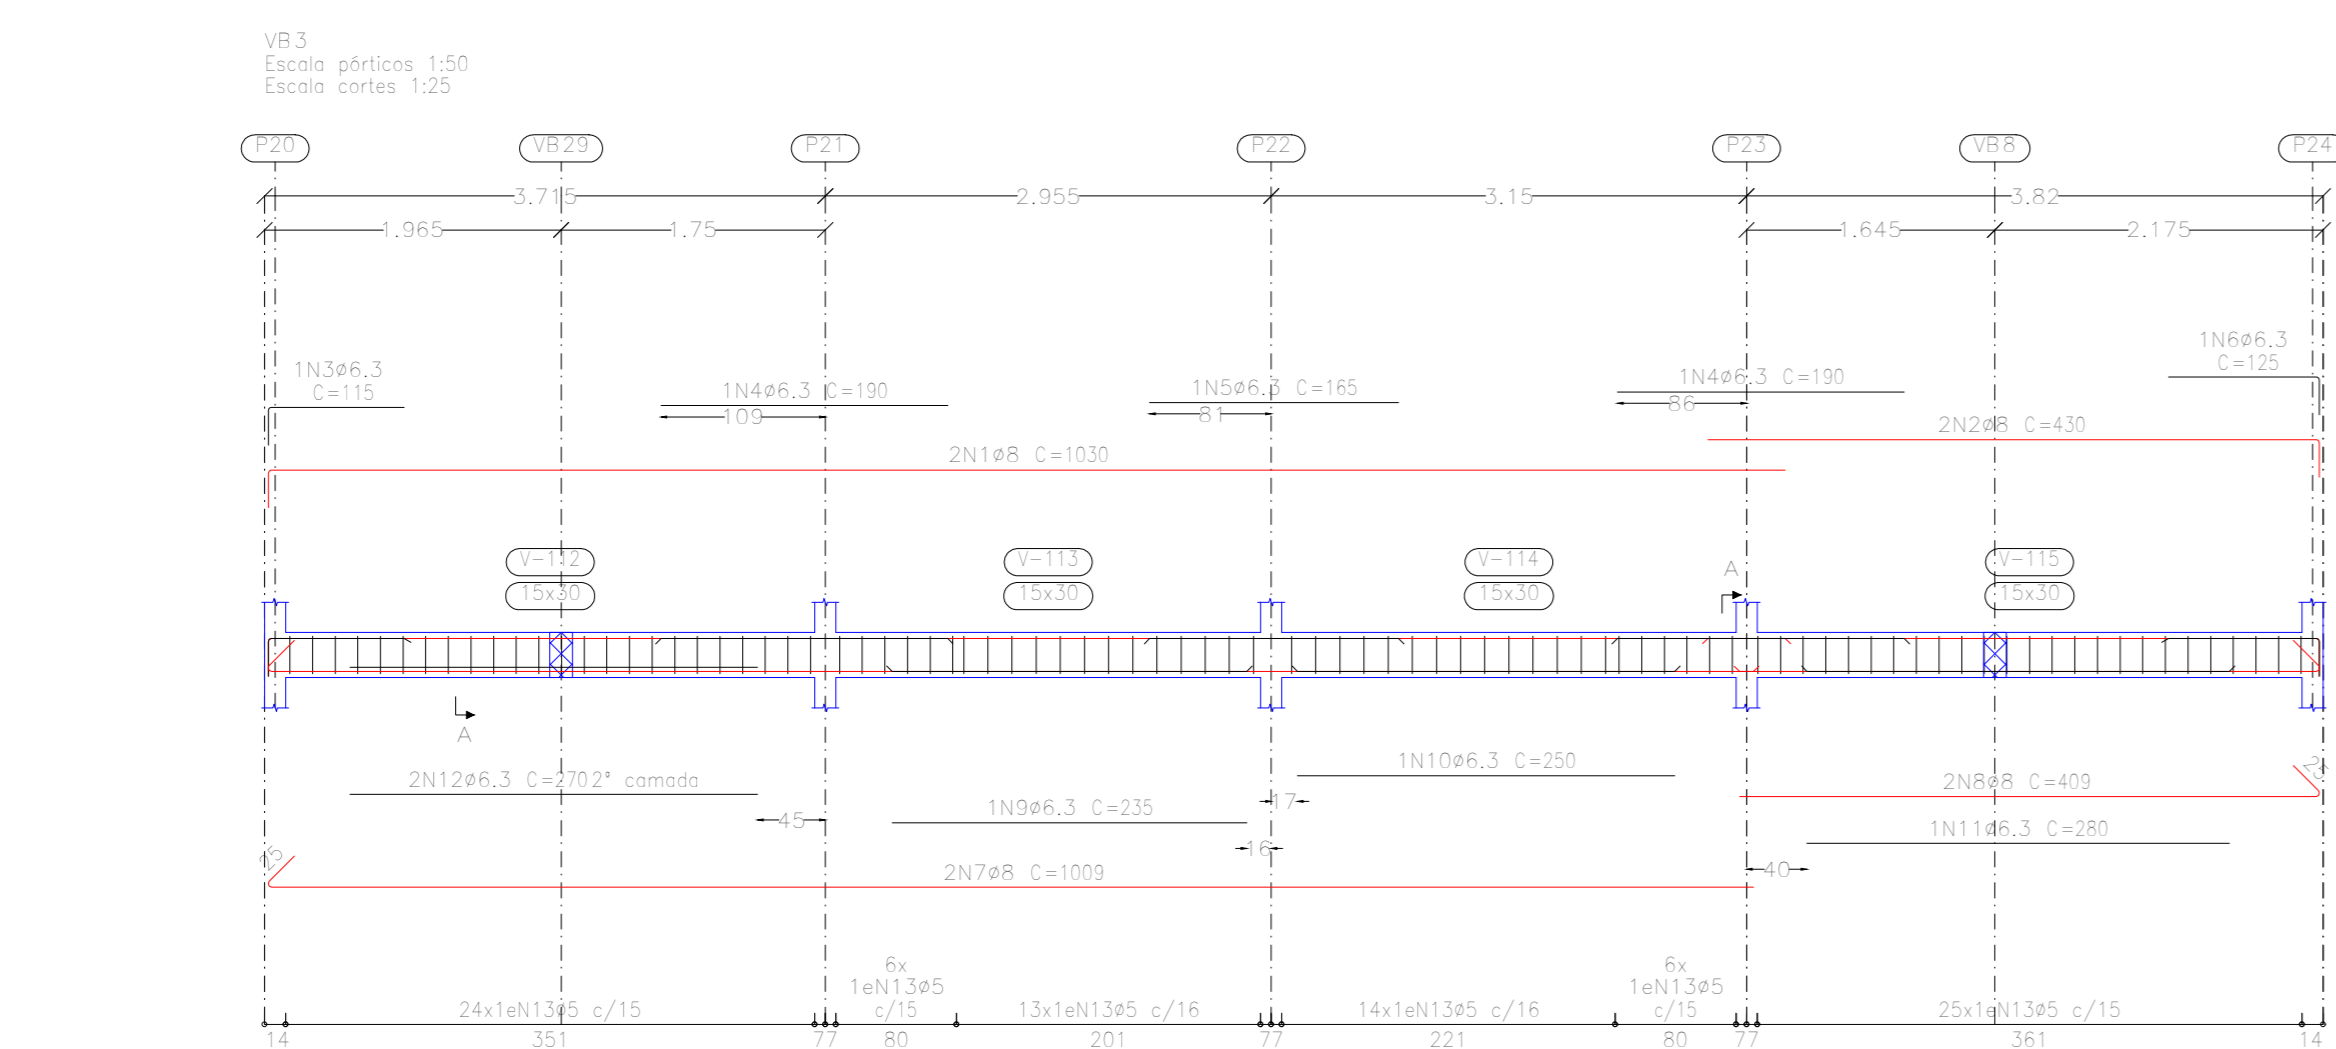 VB3
Escala pórticos 1:50
Escala cortes 1:25
P20 VB29 P21 P22 P23 VB8 P24
3.715 2.955 3.15 3.82
1.965 1.75 1.645 2.175
1N3ø6.3
C=115
1N4ø6.3 C=190
109
1N5ø6.3 C=165
81
1N4ø6.3 C=190
86
1N6ø6.3
C=125
2N2ø8 C=430
2N1ø8 C=1030
V-112 V-113 V-114 V-115
15x30 15x30 15x30 15x30
A
A
2N12ø6.3 C=2702ª camada
45
1N9ø6.3 C=235
16
1N10ø6.3 C=250
17
2N8ø8 C=409
25
1N11ø6.3 C=280
40
25
2N7ø8 C=1009
24x1eN13ø5 c/15
6x
1eN13ø5
c/15
13x1eN13ø5 c/16
14x1eN13ø5 c/16
6x
1eN13ø5
c/15
25x1eN13ø5 c/15
14 351 77 80 201 77 221 80 77 361 14